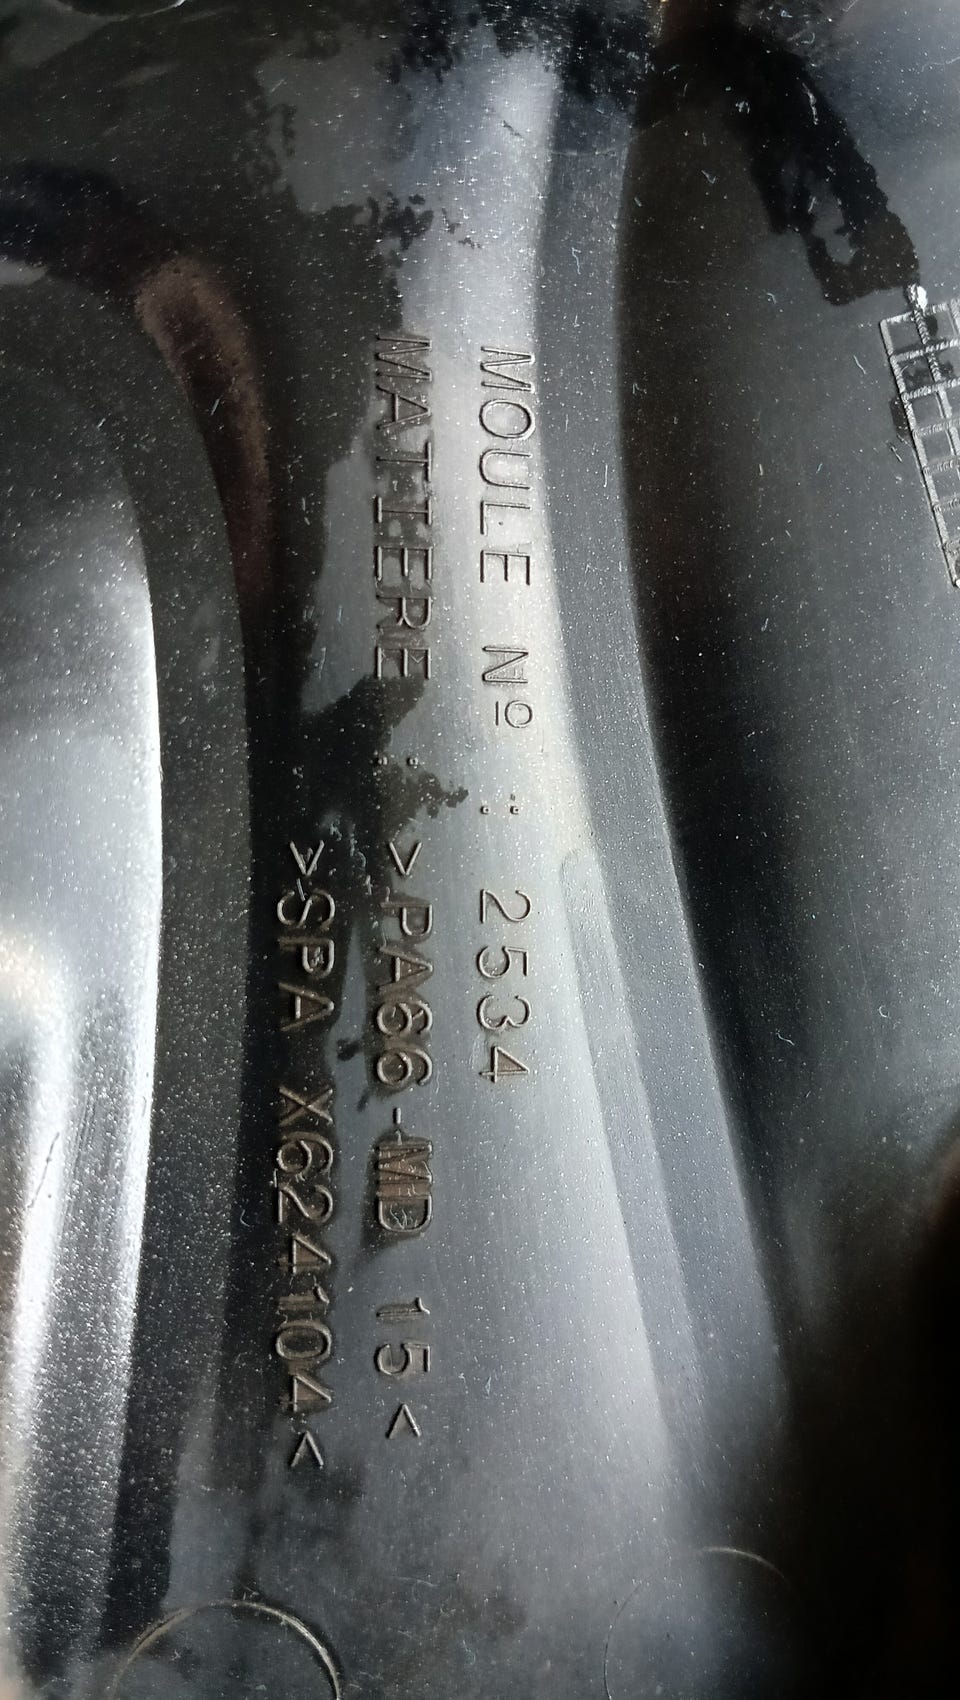 MOULE Nº : 2534
MATIERE : >PA66-MD 15<
>SPA X624104<